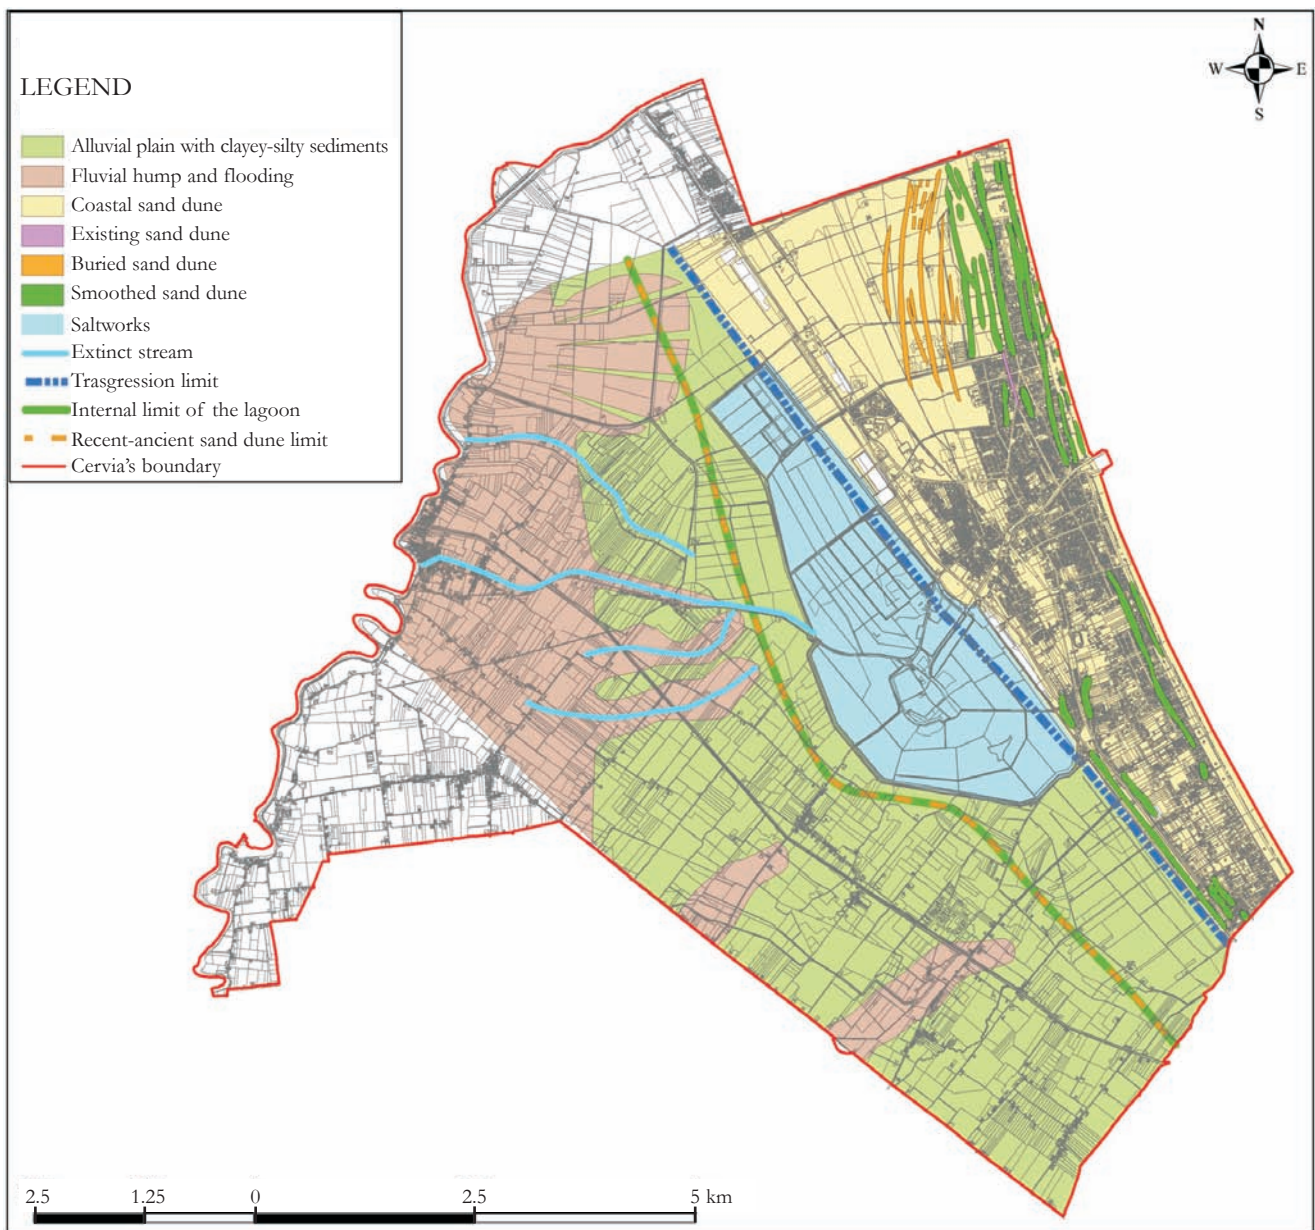 N
W E
S
LEGEND
Alluvial plain with clayey-silty sediments
Fluvial hump and flooding
Coastal sand dune
Existing sand dune
Buried sand dune
Smoothed sand dune
Saltworks
Extinct stream
Trasgression limit
Internal limit of the lagoon
Recent-ancient sand dune limit
Cervia's boundary
2.5 1.25 0 2.5 5 km